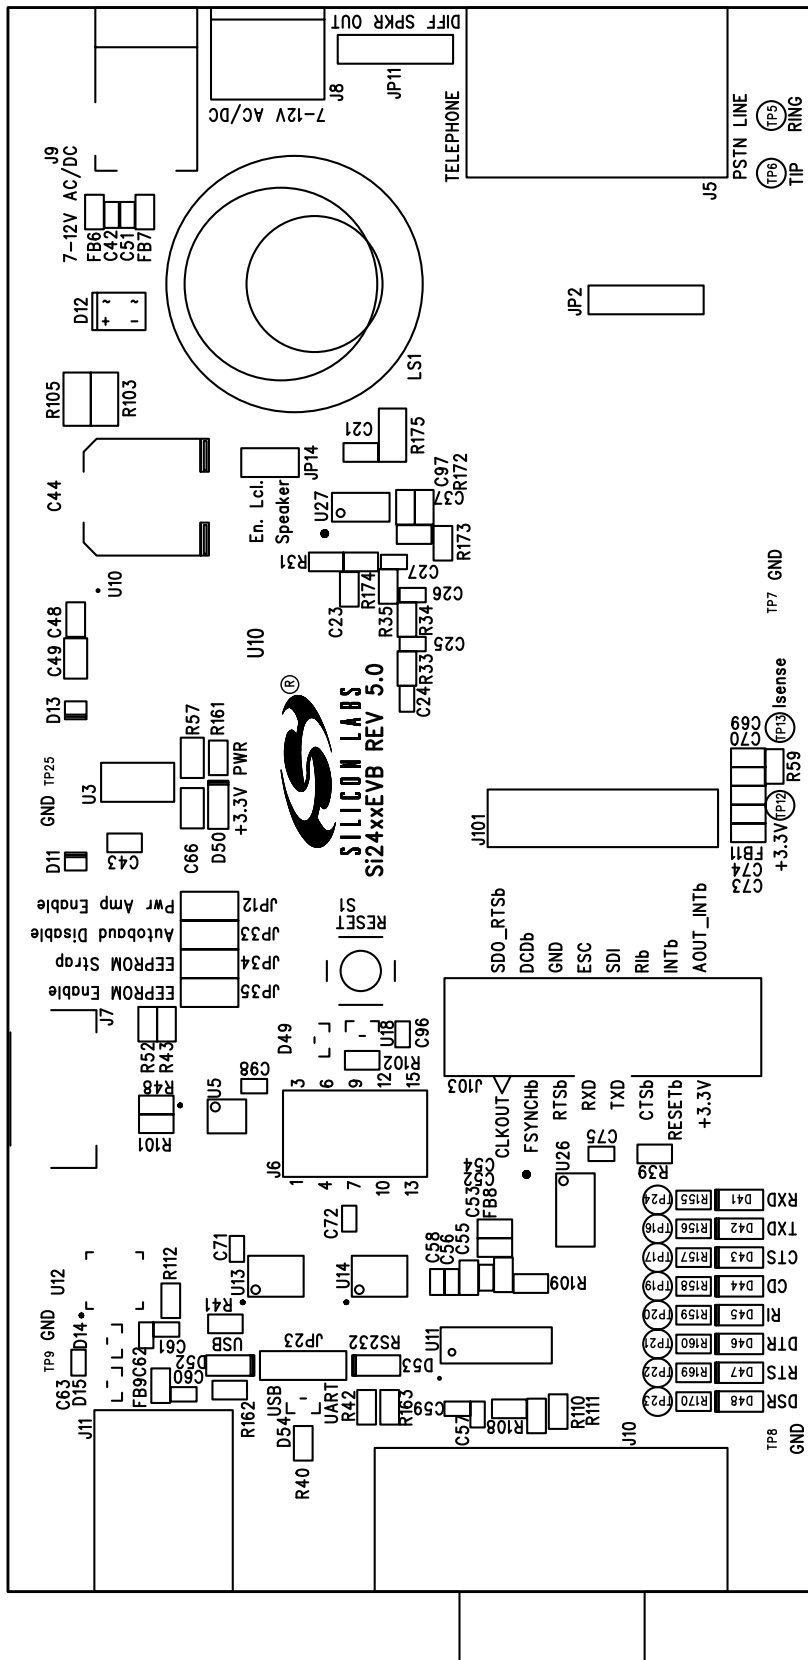 DIFF SPKR OUT
JP11
J8
7-12V AC/DC
J9
7-12V AC/DC
TELEPHONE
J5
PSTN LINE
TP5
RING
TP6
TIP
FB6
C42
C51
FB7
D12
~ ~
+ -
JP2
LS1
R105
R103
C21
R175
C44
JP14
En. Lcl.
Speaker
U27
C97
R172
C37
R173
R31
C27
U10
C23
R174
R35
C26
R34
C25
R33
C24
TP7 GND
C48
C49
U10
D13
R57
R161
®
SILICON LABS
Si24xxEVB REV 5.0
TP25
GND
U3
+3.3V PWR
C66
D50
D11
C43
Isense
TP13
C69
C70
R59
TP12
+3.3V
FB11
C74
C73
J101
Pwr Amp Enable
JP12
Autobaud Disable
JP33
EEPROM Strap
JP34
EEPROM Enable
JP35
S1
RESET
SDO_RTSb
DCDb
GND
ESC
SDI
RIb
INTb
AOUT_INTb
J7
R52
R43
D49
U18
C96
R102
J103
CLKOUT
FSYNCHb
RTSb
RXD
TXD
CTSb
RESETb
+3.3V
R48
R101
U5
C98
3
6
9
12
15
J6
1
4
7
10
13
C54
C52
C53
FB8
U26
C75
R39
C72
C71
U12
R112
U13
U14
C58
C56
C55
R109
TP24
R155
D41
RXD
TP16
R156
D42
TXD
TP17
R157
D43
CTS
TP19
R158
D44
CD
TP20
R159
D45
RI
TP21
R160
D46
DTR
TP22
R169
D47
RTS
TP23
R170
D48
DSR
TP9 GND
D14
C61
R41
USB
JP23
RS232
D52
D53
U11
C63
D15
FB9
C62
C60
R162
USB
UART
D54
R40
R42
R163
C59
C57
R108
R110
R111
J11
J10
TP8
GND